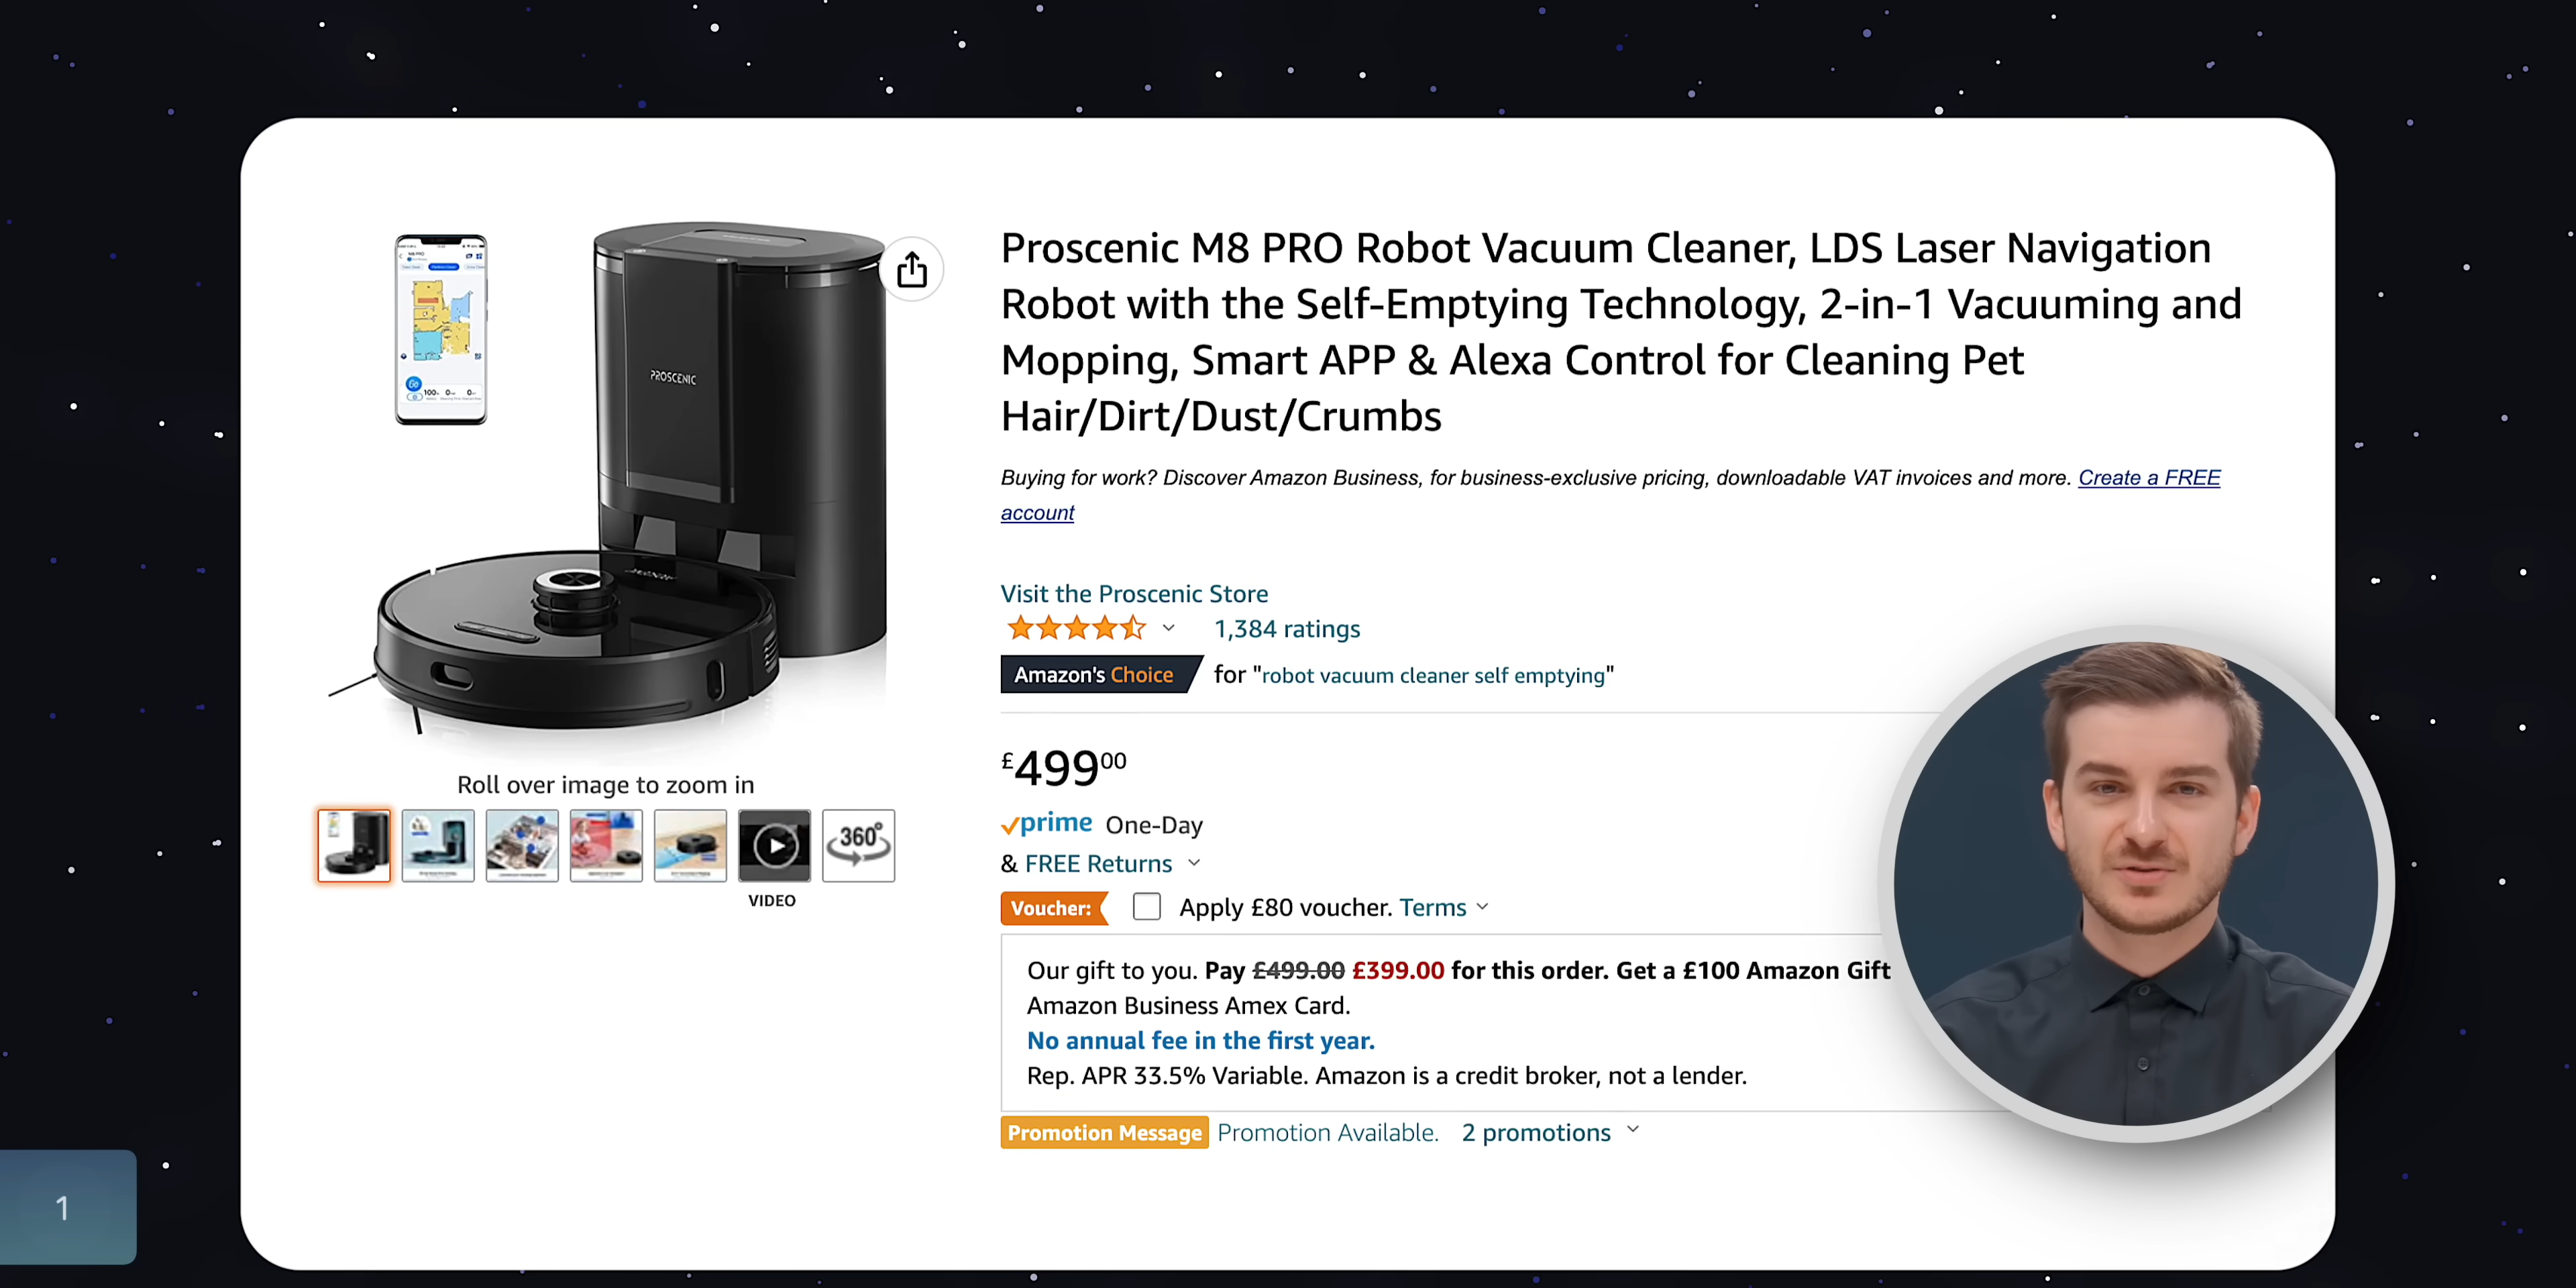 Proscenic M8 PRO Robot Vacuum Cleaner, LDS Laser Navigation
Robot with the Self-Emptying Technology, 2-in-1 Vacuuming and
Mopping, Smart APP & Alexa Control for Cleaning Pet
Hair/Dirt/Dust/Crumbs
Buying for work? Discover Amazon Business, for business-exclusive pricing, downloadable VAT invoices and more. Create a FREE
account
Visit the Proscenic Store
1,384 ratings
Amazon's Choice for "robot vacuum cleaner self emptying"
£499⁰⁰
prime One-Day
& FREE Returns
Voucher: Apply £80 voucher. Terms
Our gift to you. Pay £499.00 £399.00 for this order. Get a £100 Amazon Gift
Amazon Business Amex Card.
No annual fee in the first year.
Rep. APR 33.5% Variable. Amazon is a credit broker, not a lender.
Promotion Message Promotion Available. 2 promotions
PROSCENIC
M8 PRO
Go
Roll over image to zoom in
360°
VIDEO
1